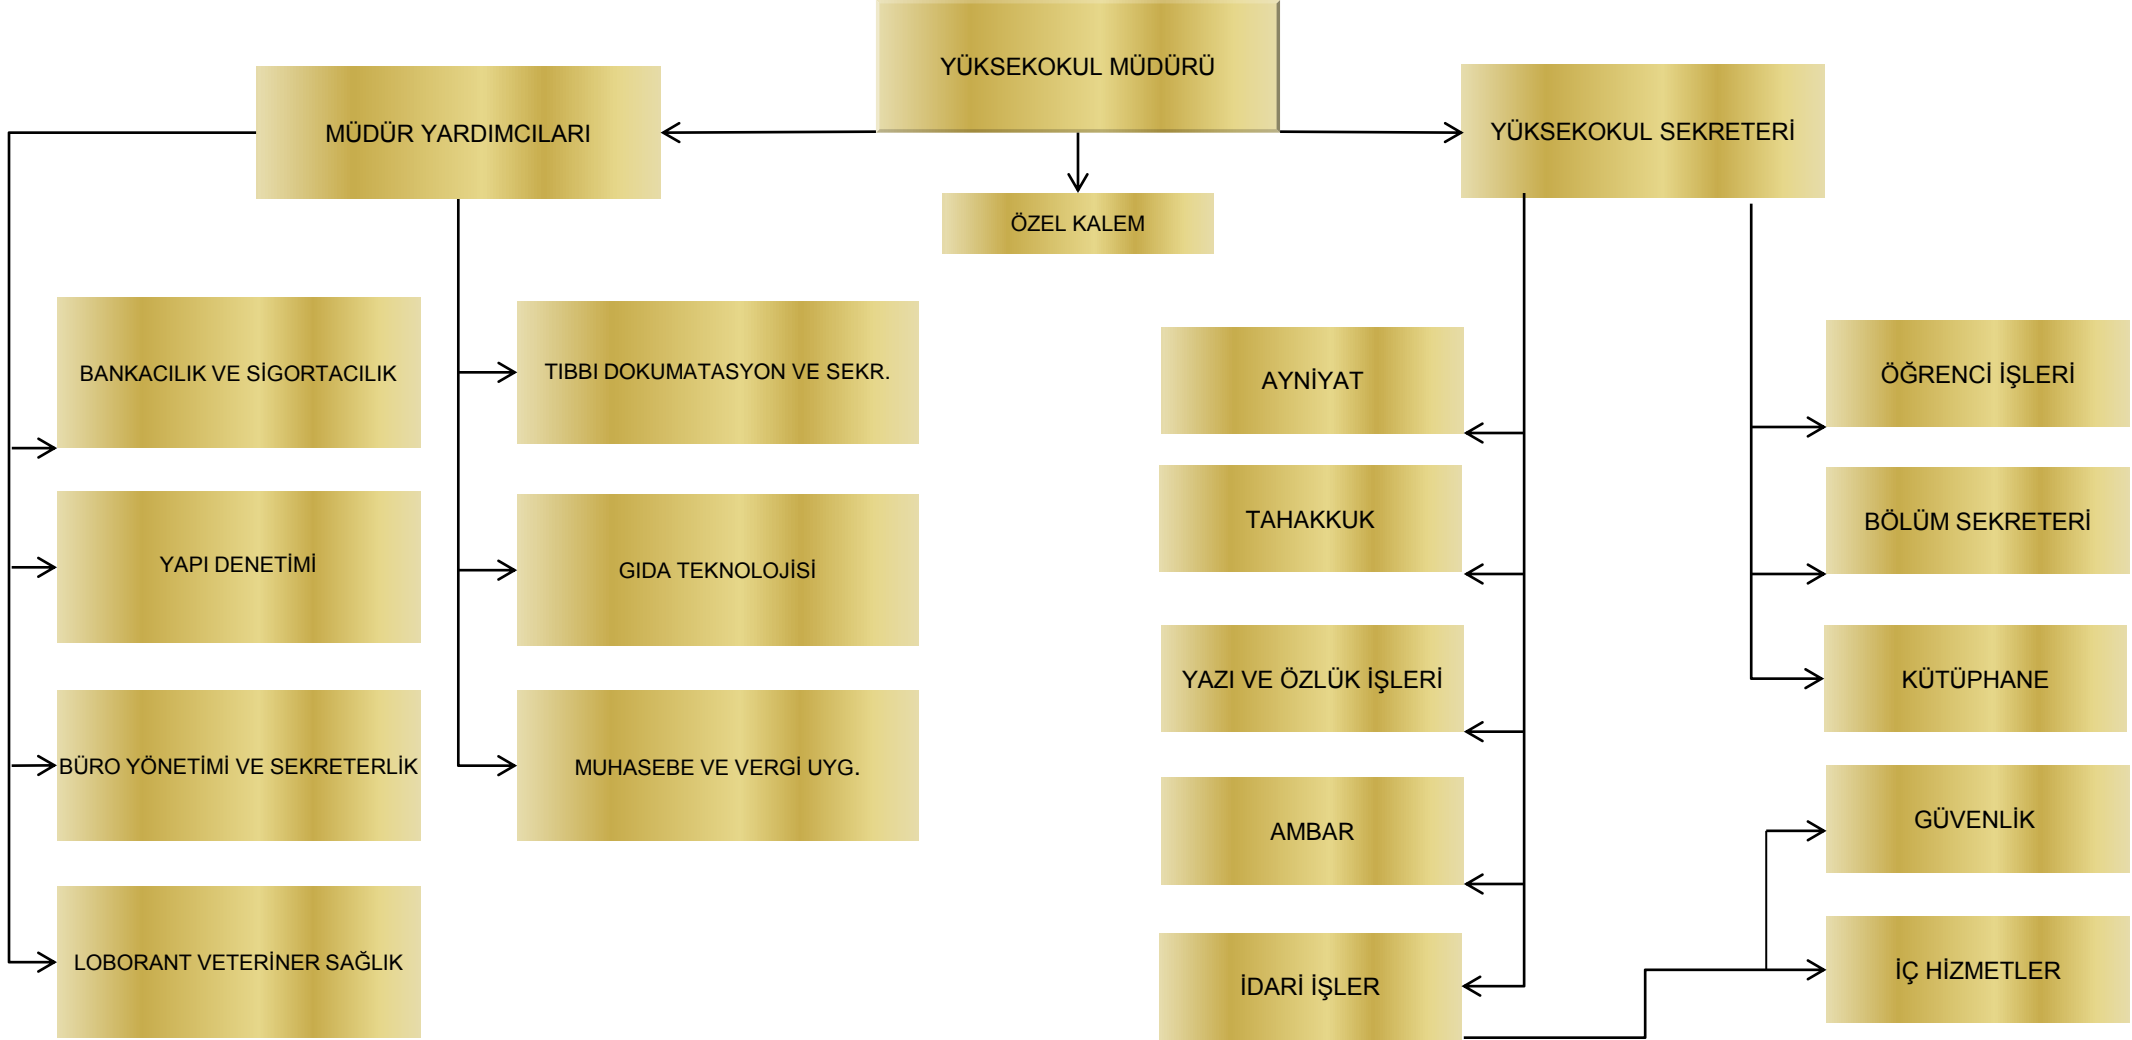 YÜKSEKOKUL MÜDÜRÜ
MÜDÜR YARDIMCILARI
YÜKSEKOKUL SEKRETERİ
ÖZEL KALEM
BANKACILIK VE SİGORTACILIK
TIBBI DOKUMATASYON VE SEKR.
AYNİYAT
ÖĞRENCİ İŞLERİ
TAHAKKUK
BÖLÜM SEKRETERİ
YAPI DENETİMİ
GIDA TEKNOLOJİSİ
YAZI VE ÖZLÜK İŞLERİ
KÜTÜPHANE
BÜRO YÖNETİMİ VE SEKRETERLİK
MUHASEBE VE VERGİ UYG.
AMBAR
GÜVENLİK
LOBORANT VETERİNER SAĞLIK
İDARİ İŞLER
İÇ HİZMETLER